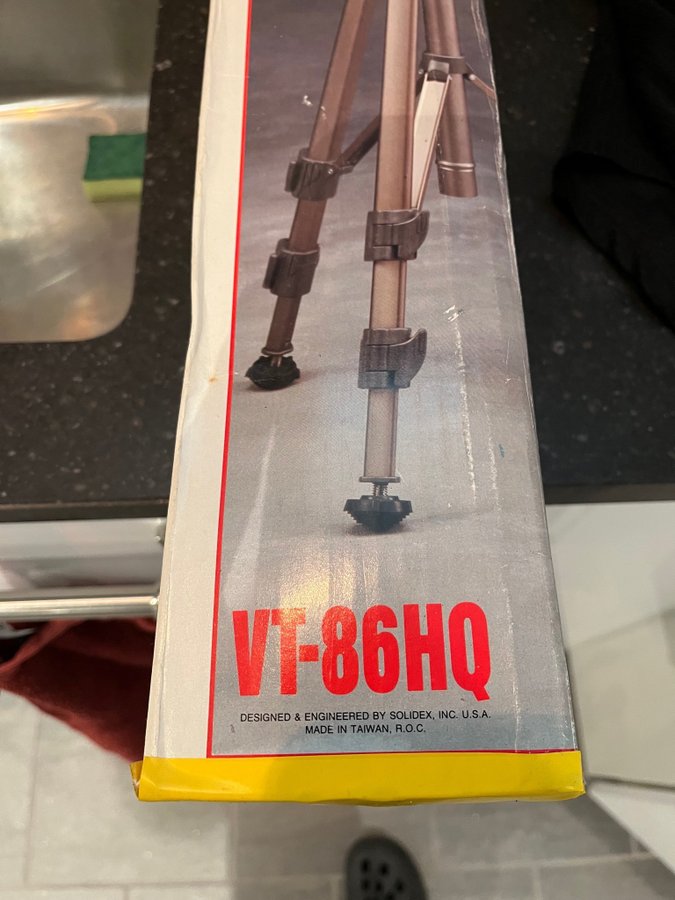 VT-86HQ
DESIGNED & ENGINEERED BY SOLIDEX, INC. U.S.A.
MADE IN TAIWAN, R.O.C.